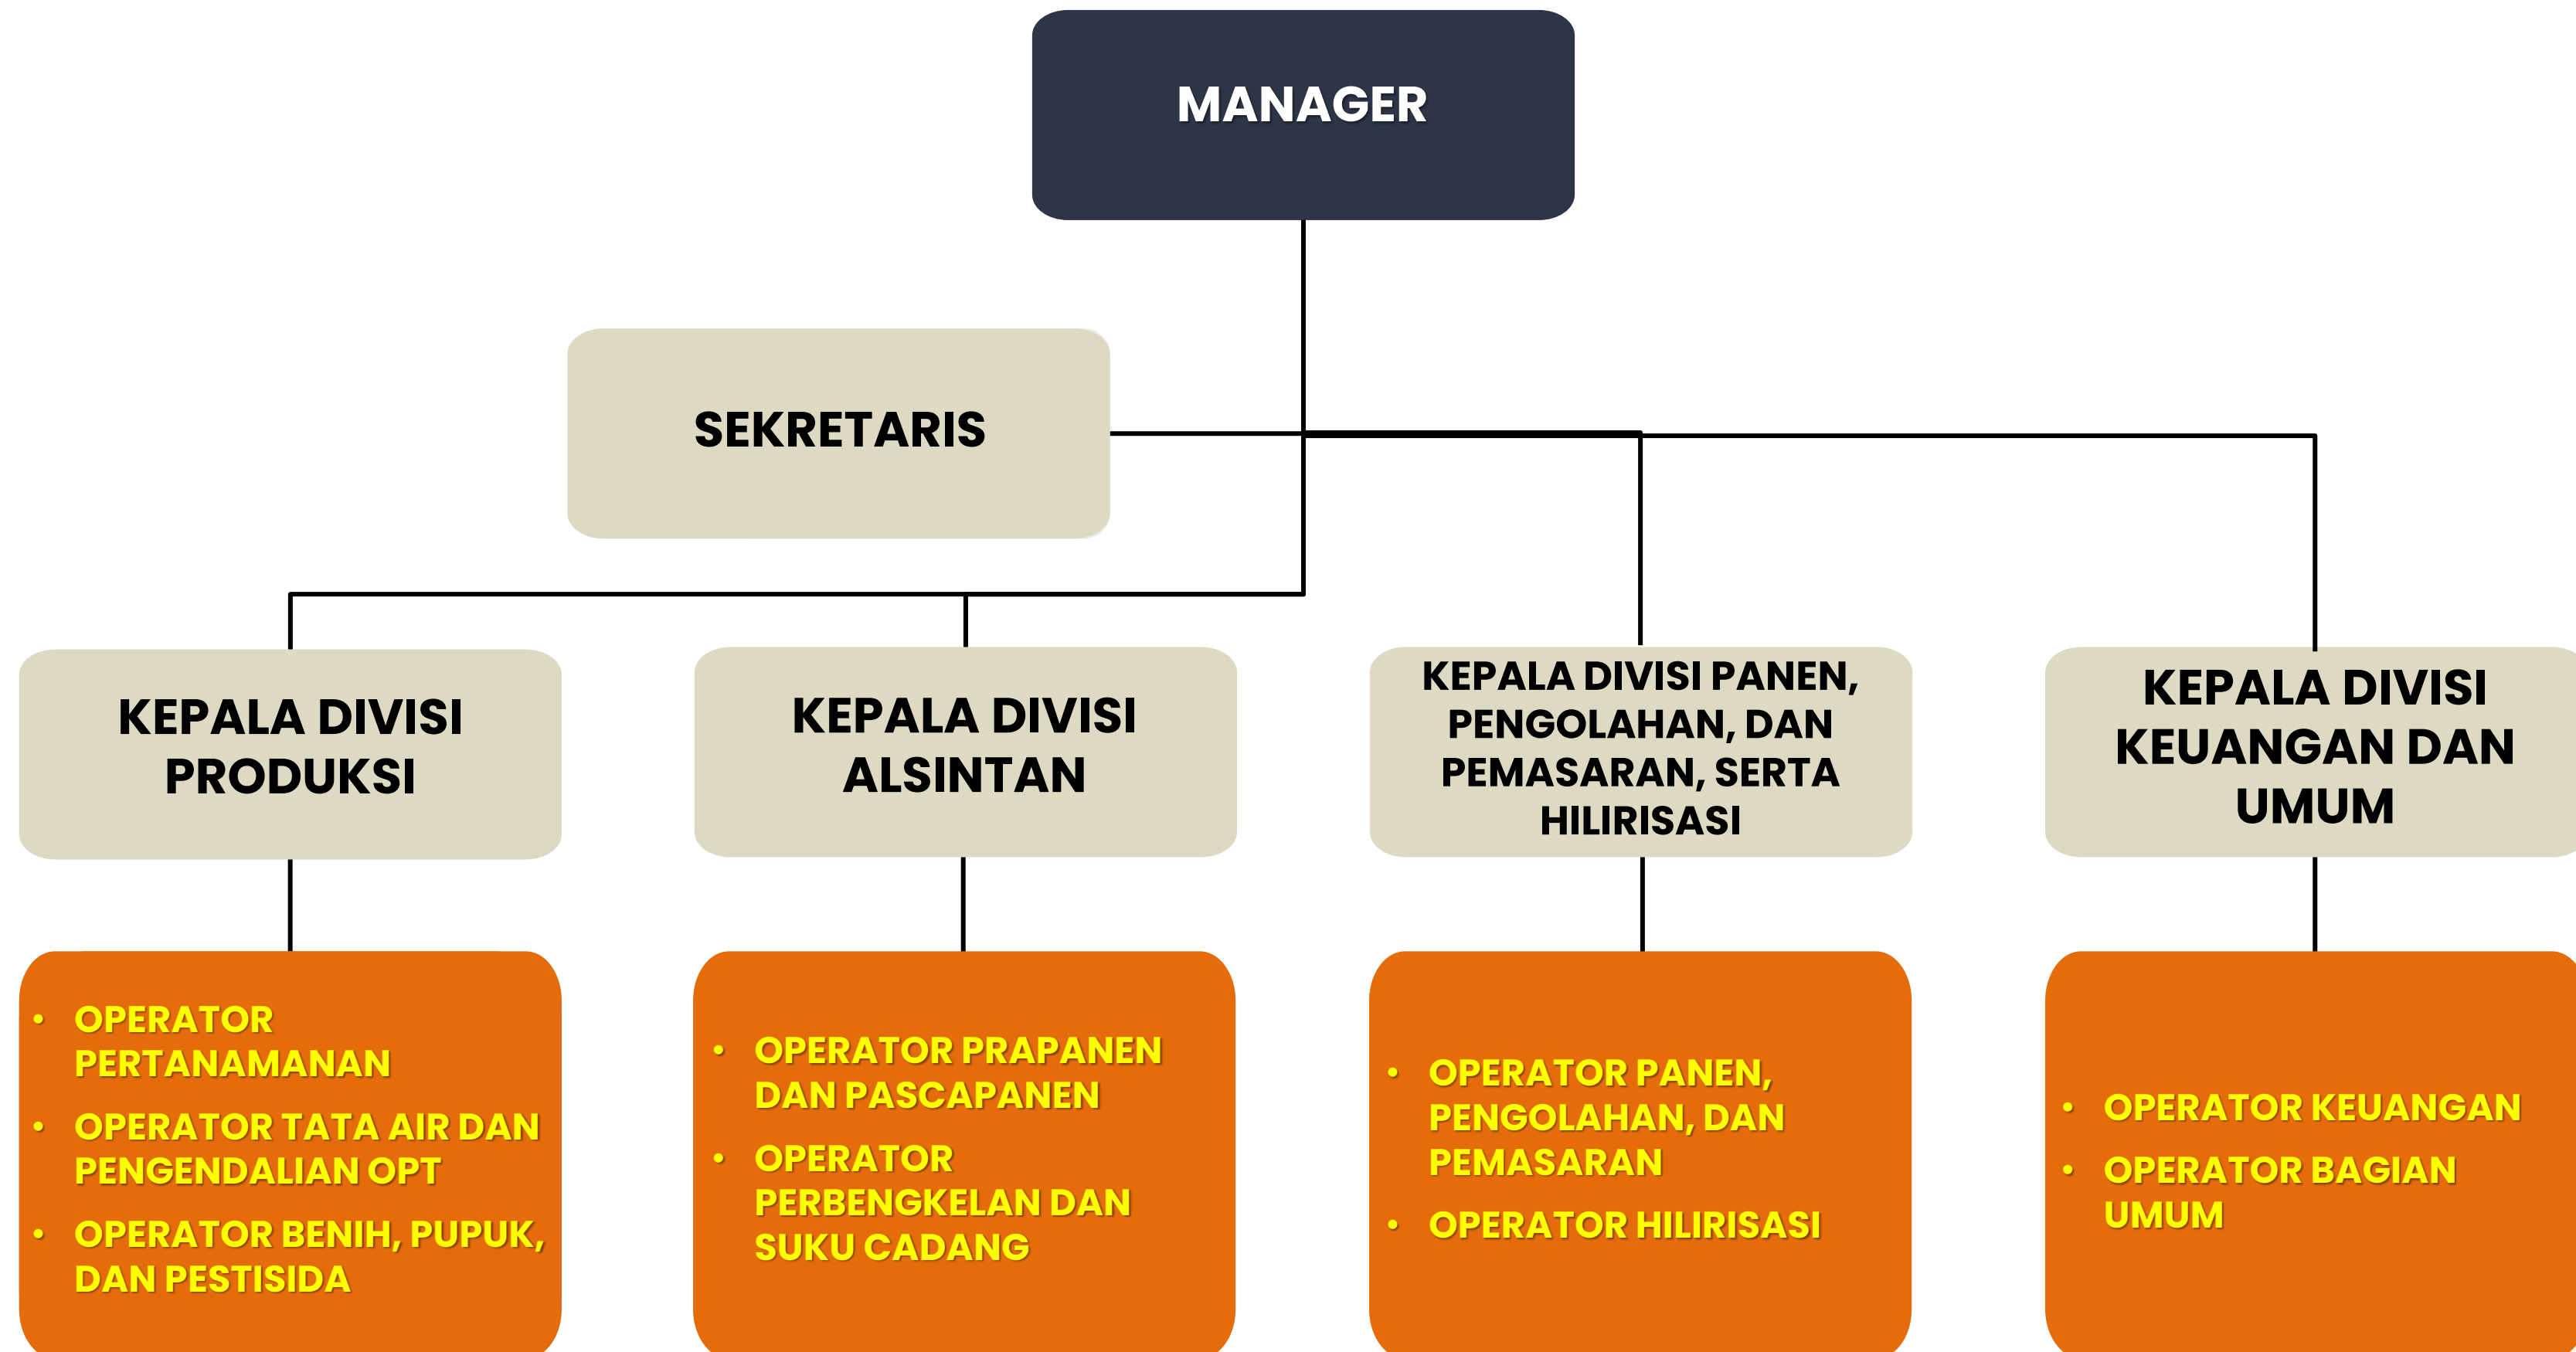 MANAGER
SEKRETARIS
KEPALA DIVISI
PRODUKSI
KEPALA DIVISI
ALSINTAN
KEPALA DIVISI PANEN,
PENGOLAHAN, DAN
PEMASARAN, SERTA
HILIRISASI
KEPALA DIVISI
KEUANGAN DAN
UMUM
• OPERATOR
PERTANAMANAN
• OPERATOR TATA AIR DAN
PENGENDALIAN OPT
• OPERATOR BENIH, PUPUK,
DAN PESTISIDA
• OPERATOR PRAPANEN
DAN PASCAPANEN
• OPERATOR
PERBENGKELAN DAN
SUKU CADANG
• OPERATOR PANEN,
PENGOLAHAN, DAN
PEMASARAN
• OPERATOR HILIRISASI
• OPERATOR KEUANGAN
• OPERATOR BAGIAN
UMUM